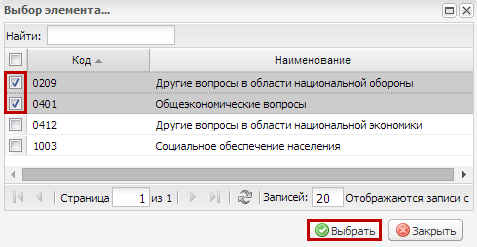 Выбор элемента...
Найти:
Код Наименование
0209 Другие вопросы в области национальной обороны
0401 Общеэкономические вопросы
0412 Другие вопросы в области национальной экономики
1003 Социальное обеспечение населения
Страница 1 из 1 Записей: 20 Отображаются записи с
Выбрать Закрыть